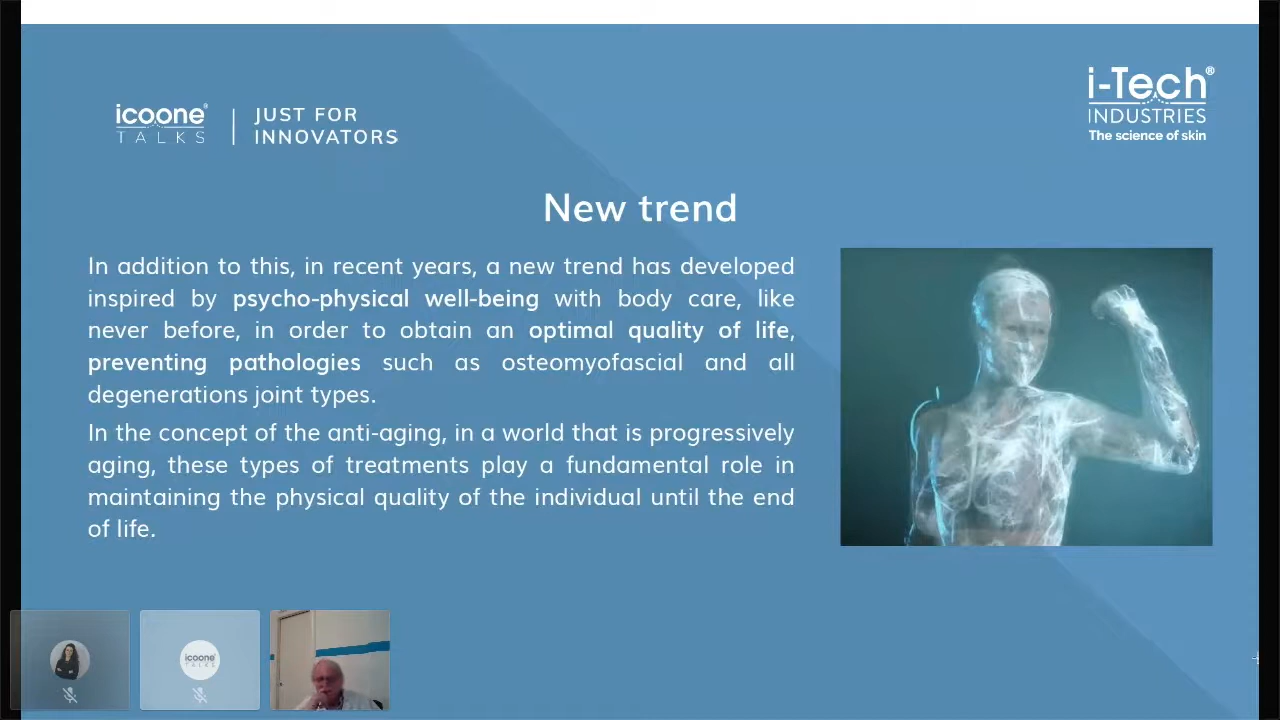 icoone®
TALKS
JUST FOR
INNOVATORS
i-Tech®
INDUSTRIES
The science of skin
New trend
In addition to this, in recent years, a new trend has developed
inspired by psycho-physical well-being with body care, like
never before, in order to obtain an optimal quality of life,
preventing pathologies such as osteomyofascial and all
degenerations joint types.
In the concept of the anti-aging, in a world that is progressively
aging, these types of treatments play a fundamental role in
maintaining the physical quality of the individual until the end
of life.
icoone
TALKS